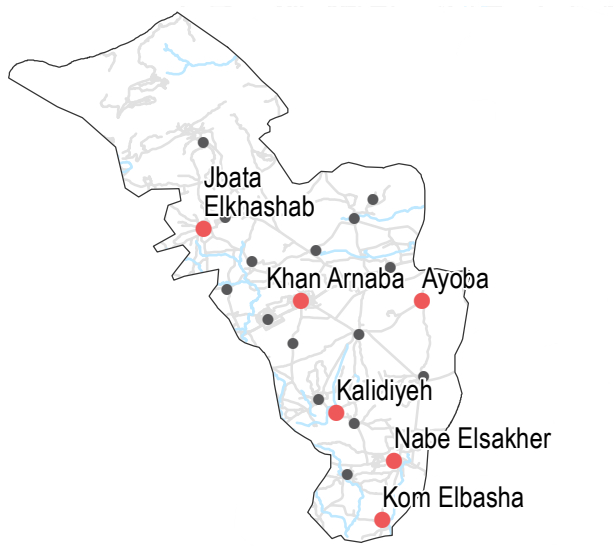 Jbata
Elkhashab
Khan Arnaba
Ayoba
Kalidiyeh
Nabe Elsakher
Kom Elbasha